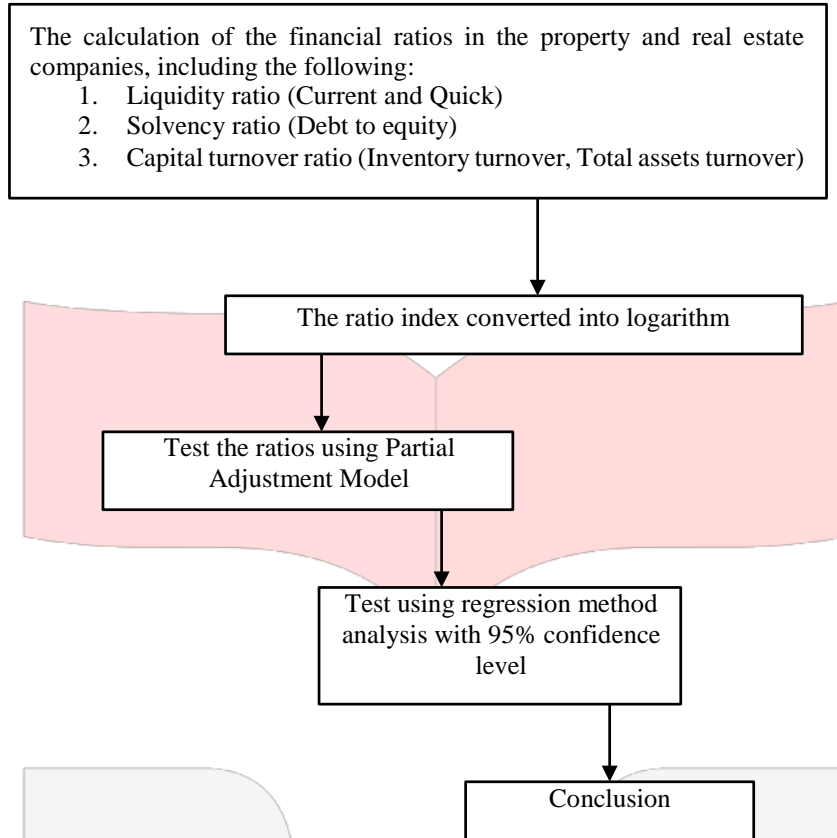 The calculation of the financial ratios in the property and real estate
companies, including the following:
1. Liquidity ratio (Current and Quick)
2. Solvency ratio (Debt to equity)
3. Capital turnover ratio (Inventory turnover, Total assets turnover)
The ratio index converted into logarithm
Test the ratios using Partial
Adjustment Model
Test using regression method
analysis with 95% confidence
level
Conclusion